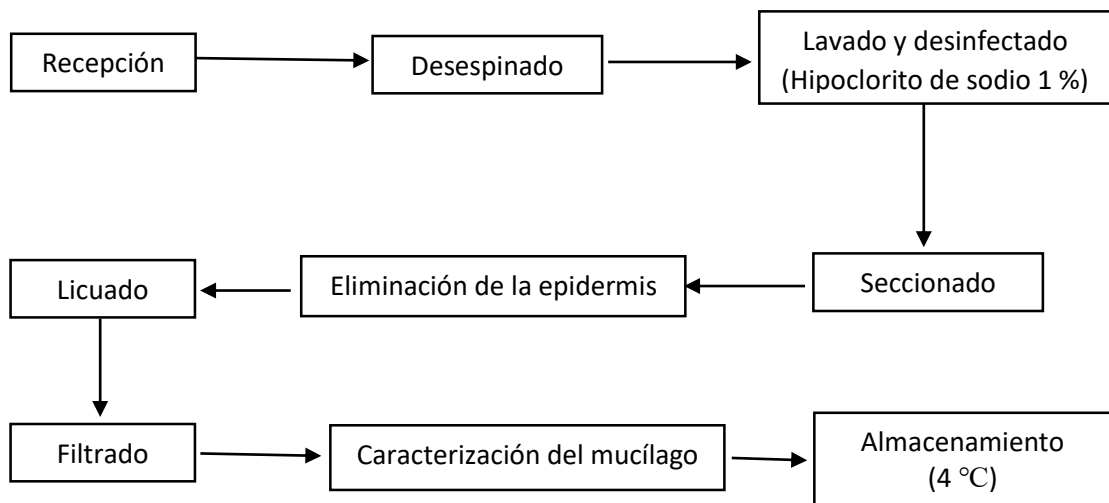 Recepción
Desespinado
Lavado y desinfectado
(Hipoclorito de sodio 1 %)
Seccionado
Eliminación de la epidermis
Licuado
Filtrado
Caracterización del mucílago
Almacenamiento
(4 °C)